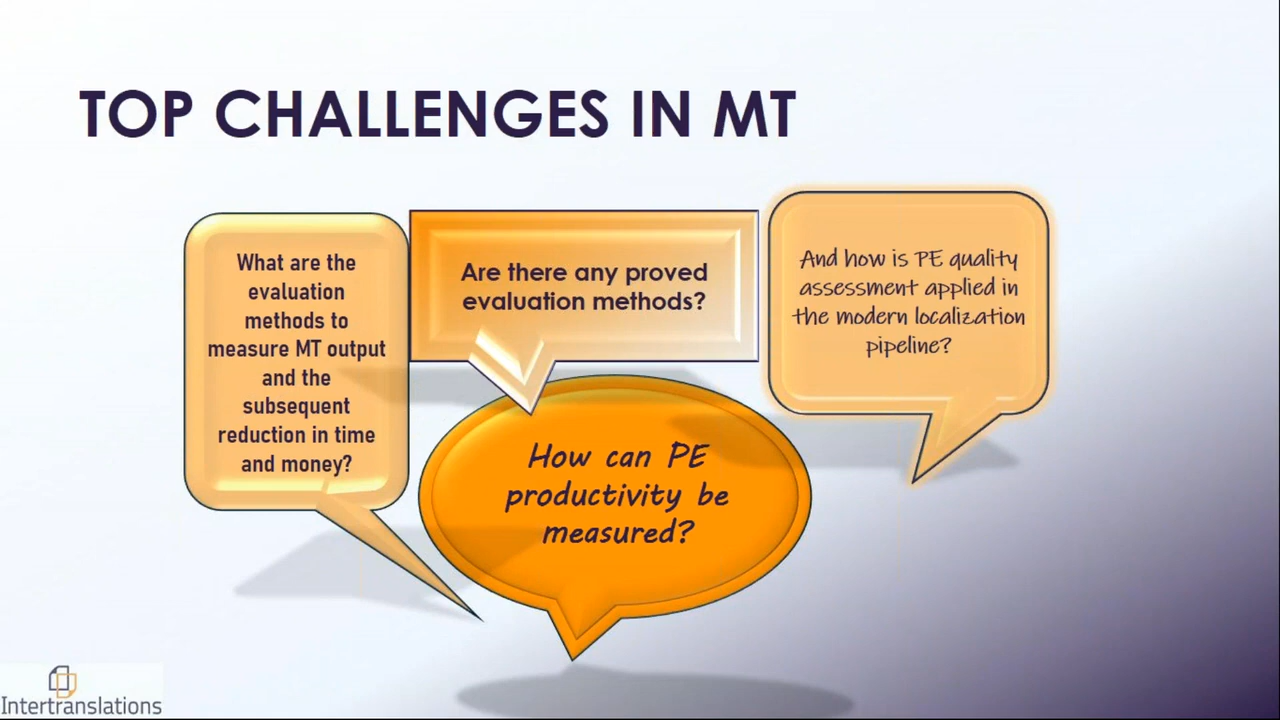 TOP CHALLENGES IN MT
What are the
evaluation
methods to
measure MT output
and the
subsequent
reduction in time
and money?
Are there any proved
evaluation methods?
And how is PE quality
assessment applied in
the modern localization
pipeline?
How can PE
productivity be
measured?
Intertranslations